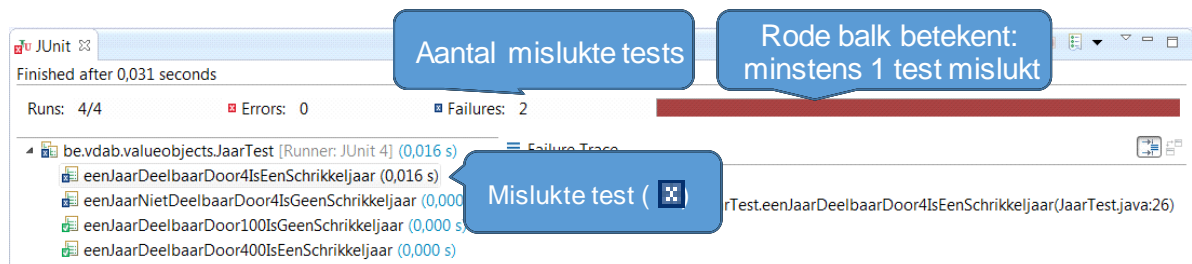 JUnit
Aantal mislukte tests
Rode balk betekent:
minstens 1 test mislukt
Finished after 0,031 seconds
Runs: 4/4 Errors: 0 Failures: 2
be.vdab.valueobjects.JaarTest [Runner: JUnit 4] (0,016 s)
Failure Trace
eenJaarDeelbaarDoor4IsEenSchrikkeljaar (0,016 s)
Mislukte test ( x )
eenJaarNietDeelbaarDoor4IsGeenSchrikkeljaar (0,000
arTest.eenJaarDeelbaarDoor4IsEenSchrikkeljaar(JaarTest.java:26)
eenJaarDeelbaarDoor100IsGeenSchrikkeljaar (0,000 s)
eenJaarDeelbaarDoor400IsEenSchrikkeljaar (0,000 s)